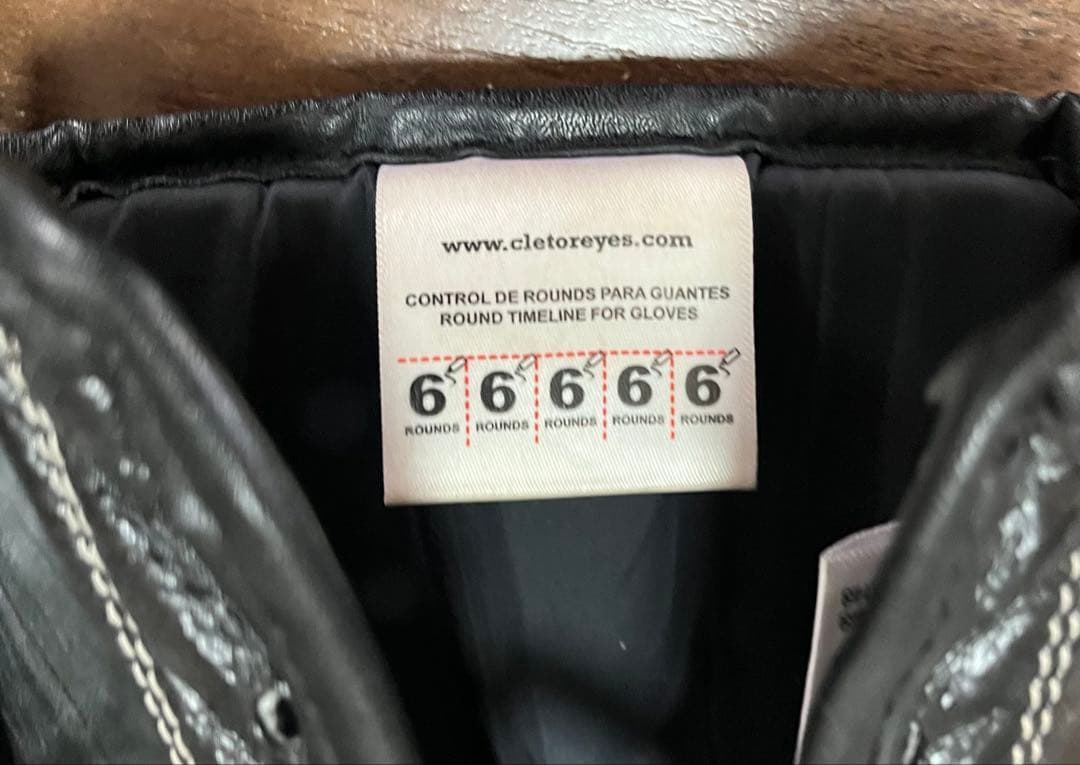 www.cletoreyes.com
CONTROL DE ROUNDS PARA GUANTES
ROUND TIMELINE FOR GLOVES
6 6 6 6 6
ROUNDS ROUNDS ROUNDS ROUNDS ROUNDS